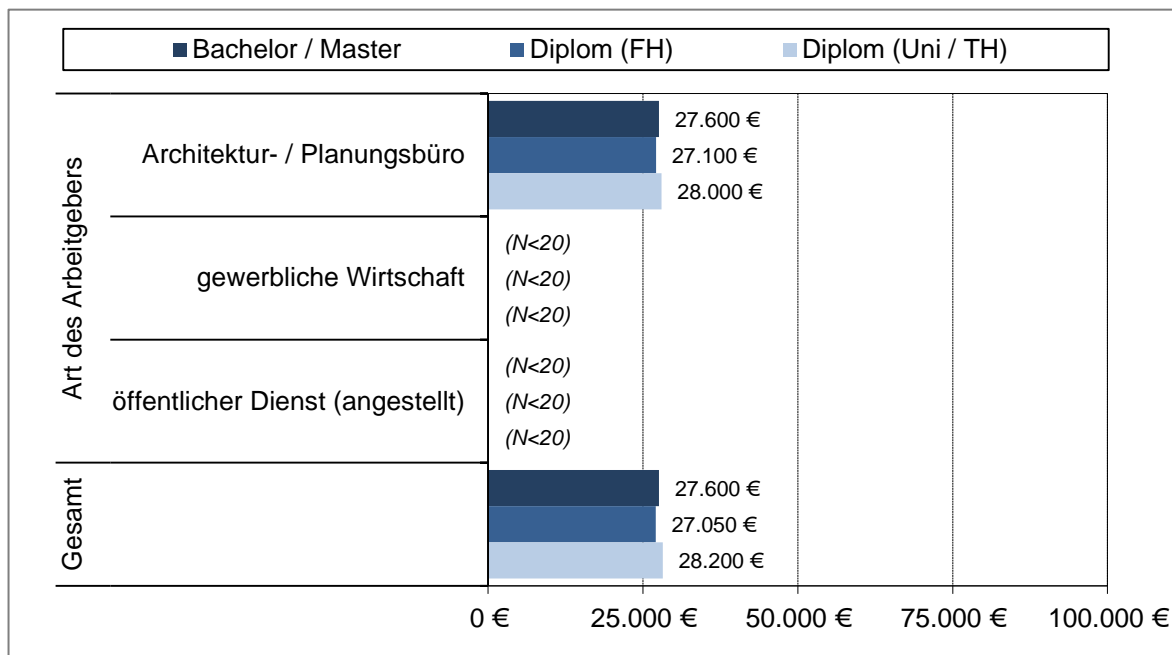 Bachelor / Master
Diplom (FH)
Diplom (Uni / TH)
Art des Arbeitgebers
Architektur- / Planungsbüro
27.600 €
27.100 €
28.000 €
gewerbliche Wirtschaft
(N<20)
(N<20)
(N<20)
öffentlicher Dienst (angestellt)
(N<20)
(N<20)
(N<20)
Gesamt
27.600 €
27.050 €
28.200 €
0 €
25.000 €
50.000 €
75.000 €
100.000 €